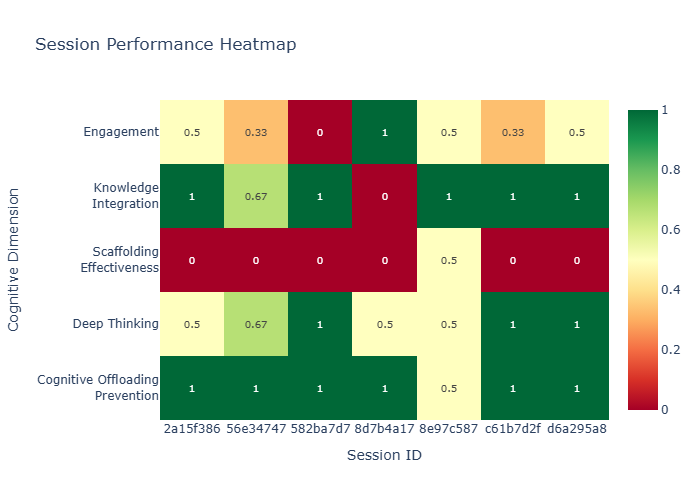 Session Performance Heatmap
Engagement 0.5 0.33 0 1 0.5 0.33 0.5
Knowledge
Integration 1 0.67 1 0 1 1 1
Scaffolding
Effectiveness 0 0 0 0 0.5 0 0
Deep Thinking 0.5 0.67 1 0.5 0.5 1 1
Cognitive Offloading
Prevention 1 1 1 1 0.5 1 1
2a15f386 56e34747 582ba7d7 8d7b4a17 8e97c587 c61b7d2f d6a295a8
Session ID
Cognitive Dimension
1
0.8
0.6
0.4
0.2
0